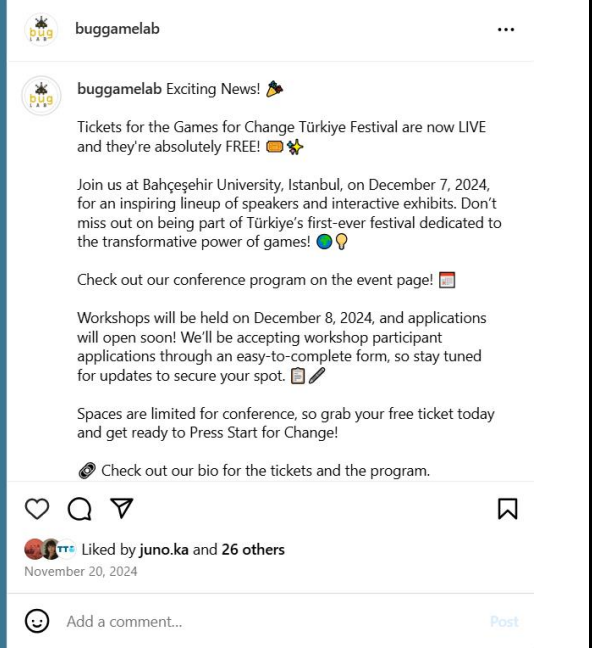 bug
LAB
buggamelab
bug
LAB
buggamelab Exciting News! 🎉
Tickets for the Games for Change Türkiye Festival are now LIVE
and they're absolutely FREE! 🎟️✨
Join us at Bahçeşehir University, Istanbul, on December 7, 2024,
for an inspiring lineup of speakers and interactive exhibits. Don't
miss out on being part of Türkiye's first-ever festival dedicated to
the transformative power of games! 🌍💡
Check out our conference program on the event page! 📅
Workshops will be held on December 8, 2024, and applications
will open soon! We'll be accepting workshop participant
applications through an easy-to-complete form, so stay tuned
for updates to secure your spot. 📋🖊️
Spaces are limited for conference, so grab your free ticket today
and get ready to Press Start for Change!
🔗 Check out our bio for the tickets and the program.
Liked by juno.ka and 26 others
November 20, 2024
Add a comment...
Post